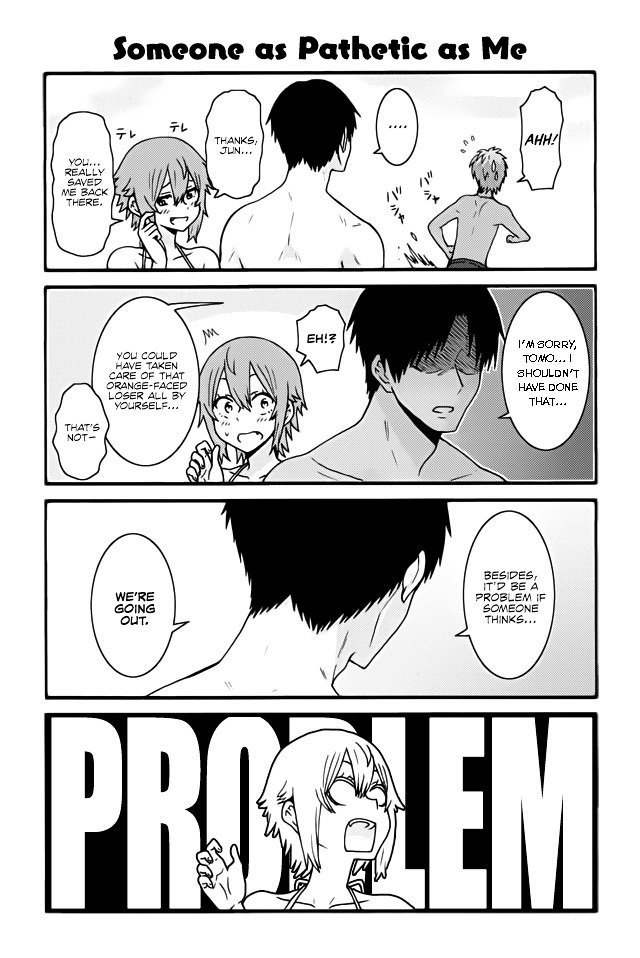 Someone as Pathetic as Me
AHH!
....
THANKS,
JUN...
テレ
テレ
YOU...
REALLY
SAVED
ME BACK
THERE.
I'M SORRY,
TOMO... I
SHOULDN'T
HAVE DONE
THAT...
EH!?
YOU COULD
HAVE TAKEN
CARE OF THAT
ORANGE-FACED
LOSER ALL BY
YOURSELF...
THAT'S
NOT—
BESIDES,
IT'D BE A
PROBLEM IF
SOMEONE
THINKS...
WE'RE
GOING
OUT.
PROBLEM